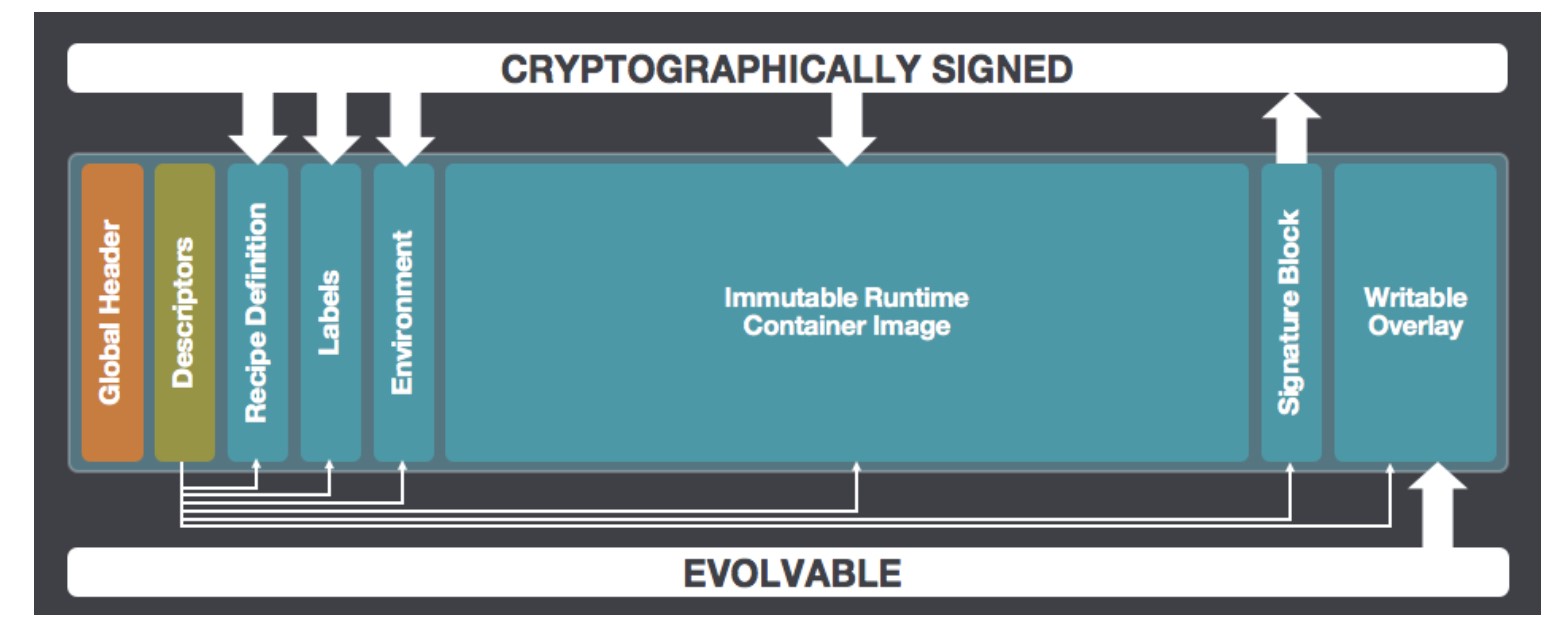 CRYPTOGRAPHICALLY SIGNED
Global Header
Descriptors
Recipe Definition
Labels
Environment
Immutable Runtime
Container Image
Signature Block
Writable
Overlay
EVOLVABLE